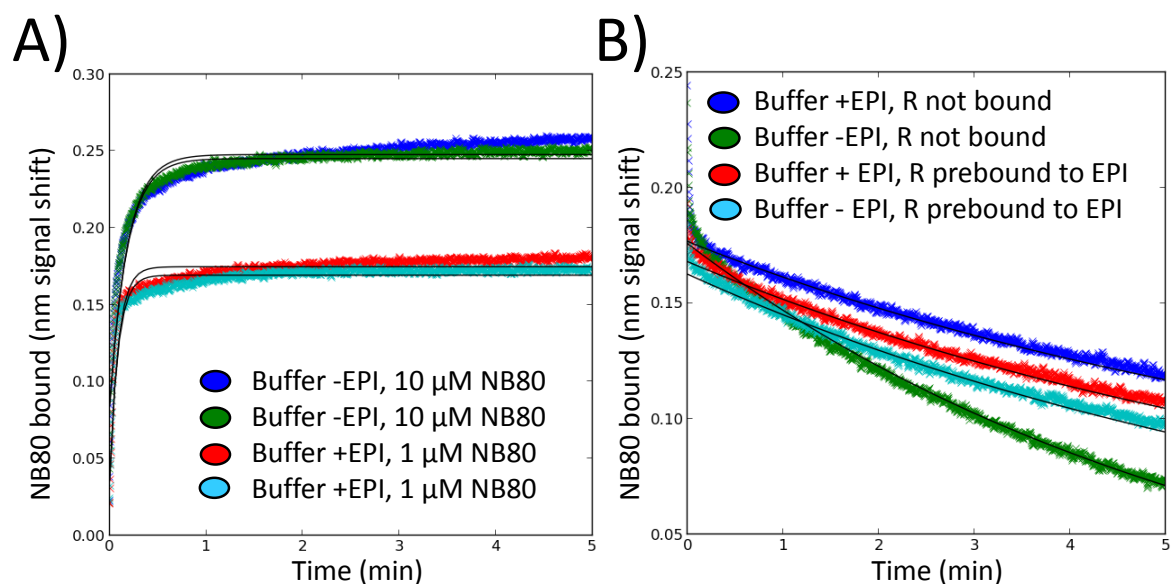 A)
NB80 bound (nm signal shift)
0.30
0.25
0.20
0.15
0.10
0.05
0.00
Buffer -EPI, 10 μM NB80
Buffer -EPI, 10 μM NB80
Buffer +EPI, 1 μM NB80
Buffer +EPI, 1 μM NB80
0 1 2 3 4 5
Time (min)
B)
NB80 bound (nm signal shift)
0.25
0.20
0.15
0.10
0.05
Buffer +EPI, R not bound
Buffer -EPI, R not bound
Buffer + EPI, R prebound to EPI
Buffer - EPI, R prebound to EPI
0 1 2 3 4 5
Time (min)